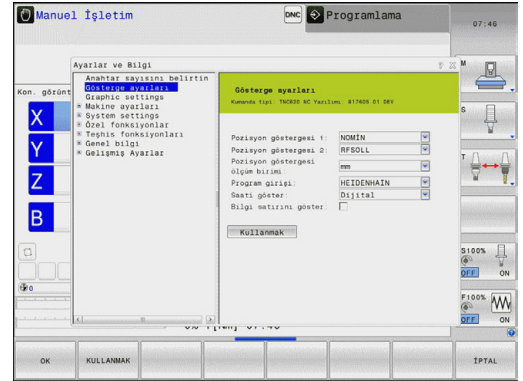 Manuel İşletim
DNC
Programlama
07:46
Ayarlar ve Bilgi
Kon. görünt
X
Y
Z
B
Anahtar sayısını belirtin
Gösterge ayarları
Graphic settings
Makine ayarları
System settings
Özel fonksiyonlar
Teşhis fonksiyonları
Genel bilgi
Gelişmiş Ayarlar
Gösterge ayarları
Kumanda tipi: TNC620 NC Yazılımı: 817605 01 DEV
Pozisyon göstergesi 1: NOMİN
Pozisyon göstergesi 2: RFSOLL
Pozisyon göstergesi
ölçüm birimi: mm
Program girişi: HEIDENHAIN
Saati göster: Dijital
Bilgi satırını göster:
Kullanmak
0
M
S
T
S100%
OFF ON
F100%
OFF ON
OK
KULLANMAK
İPTAL